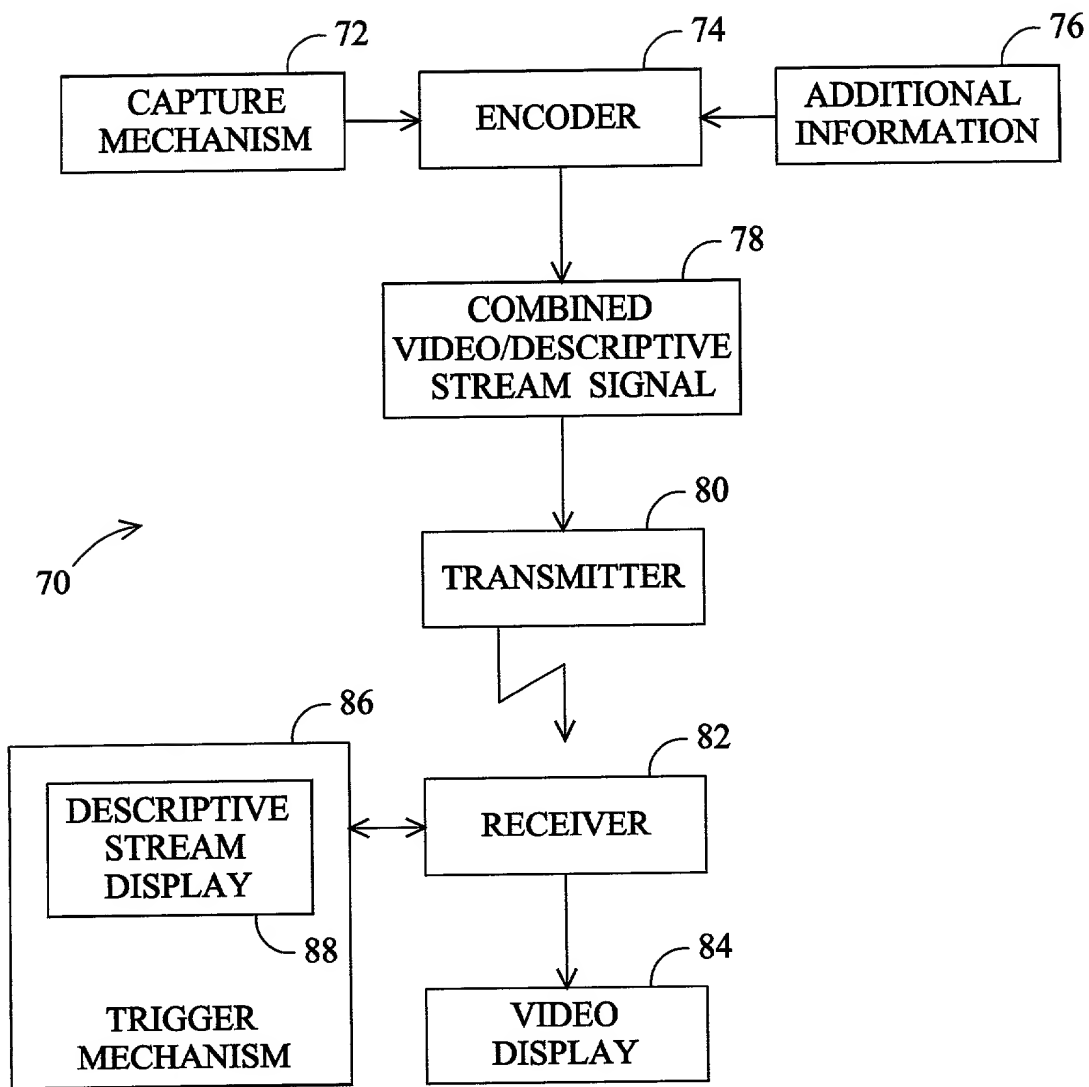 72
74
76
CAPTURE
MECHANISM
ENCODER
ADDITIONAL
INFORMATION
78
COMBINED
VIDEO/DESCRIPTIVE
STREAM SIGNAL
80
TRANSMITTER
70
86
82
DESCRIPTIVE
STREAM
DISPLAY
RECEIVER
88
84
TRIGGER
MECHANISM
VIDEO
DISPLAY